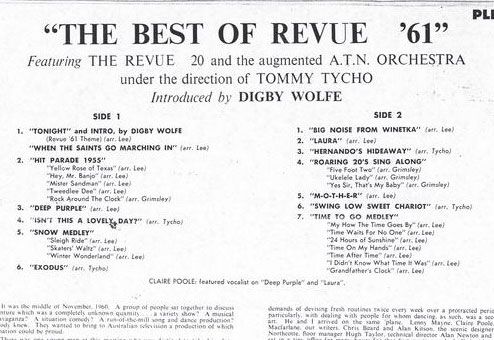 PLE
"THE BEST OF REVUE '61"
Featuring THE REVUE 20 and the augmented A.T.N. ORCHESTRA
under the direction of TOMMY TYCHO
Introduced by DIGBY WOLFE
SIDE 1
1. "TONIGHT" and INTRO, by DIGBY WOLFE
(Revue '61 Theme) (arr. Lee)
"WHEN THE SAINTS GO MARCHING IN" (arr. Lee)
2. "HIT PARADE 1955"
"Yellow Rose of Texas" (arr. Lee)
"Hey, Mr. Banjo" (arr. Lee)
"Mister Sandman" (arr. Lee)
"Tweedlee Dee" (arr. Lee)
"Rock Around The Clock" (arr. Grimsley)
3. "DEEP PURPLE" (arr. Lee)
4. "ISN'T THIS A LOVELY DAY?" (arr. Tycho)
5. "SNOW MEDLEY"
"Sleigh Ride" (arr. Lee)
"Skaters' Waltz" (arr. Lee)
"Winter Wonderland" (arr. Lee)
6. "EXODUS" (arr. Tycho)
SIDE 2
1. "BIG NOISE FROM WINETKA" (arr. Lee)
2. "LAURA" (arr. Lee)
3. "HERNANDO'S HIDEAWAY" (arr. Tycho)
4. "ROARING 20'S SING ALONG"
"Five Foot Two" (arr. Grimsley)
"Ukelele Lady" (arr. Grimsley)
"Yes Sir, That's My Baby" (arr. Grimsley)
5. "M-O-T-H-E-R" (arr. Lee)
6. "SWING LOW SWEET CHARIOT" (arr. Tycho)
7. "TIME TO GO MEDLEY"
"My How The Time Goes By" (arr. Lee)
"Time Waits For No One" (arr. Lee)
"24 Hours of Sunshine" (arr. Lee)
"Time On My Hands" (arr. Lee)
"Time After Time" (arr. Lee)
"I Didn't Know What Time It Was" (arr. Lee)
"Grandfather's Clock" (arr. Lee)
CLAIRE POOLE: featured vocalist on "Deep Purple" and "Laura".
It was the middle of November, 1960. A group of people sat together to discuss
venture which was a completely unknown quantity... a variety show? A musical
A situation comedy? A run-of-the-mill song and dance production?
knew. They wanted to bring to Australian television a production of which
could be proud.
demands of devising fresh routines twice every week over a protracted
particularly, with dealing with people for whom dancing, as such, was a
art. He and I arrived on the same plane. Lenny Mayne, Claire Poole,
Macfarlane, our writers, Chris Beard and Alan Kitson, the scenic designer
Northcote, floor manager Hugh Taylor, technical director Alan Newton and